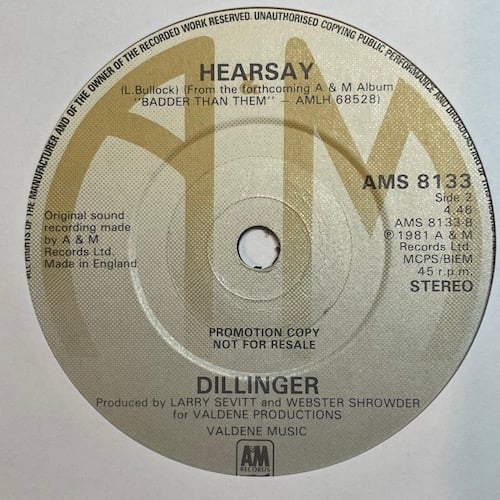 ALL RIGHTS OF THE MANUFACTURER AND OF THE OWNER OF THE RECORDED WORK RESERVED. UNAUTHORISED COPYING PUBLIC PERFORMANCE AND BROADCASTING OF THIS RECORD
HEARSAY
(L.Bullock) (From the forthcoming A & M Album
"BADDER THAN THEM" – AMLH 68528)
AMS 8133
Side 2
4.46
AMS 8133-B
℗ 1981 A & M
Records Ltd.
MCPS/BIEM
45 r.p.m.
STEREO
Original sound
recording made
by A & M
Records Ltd.
Made in England
PROMOTION COPY
NOT FOR RESALE
DILLINGER
Produced by LARRY SEVITT and WEBSTER SHROWDER
for VALDENE PRODUCTIONS
VALDENE MUSIC
A&M
RECORDS